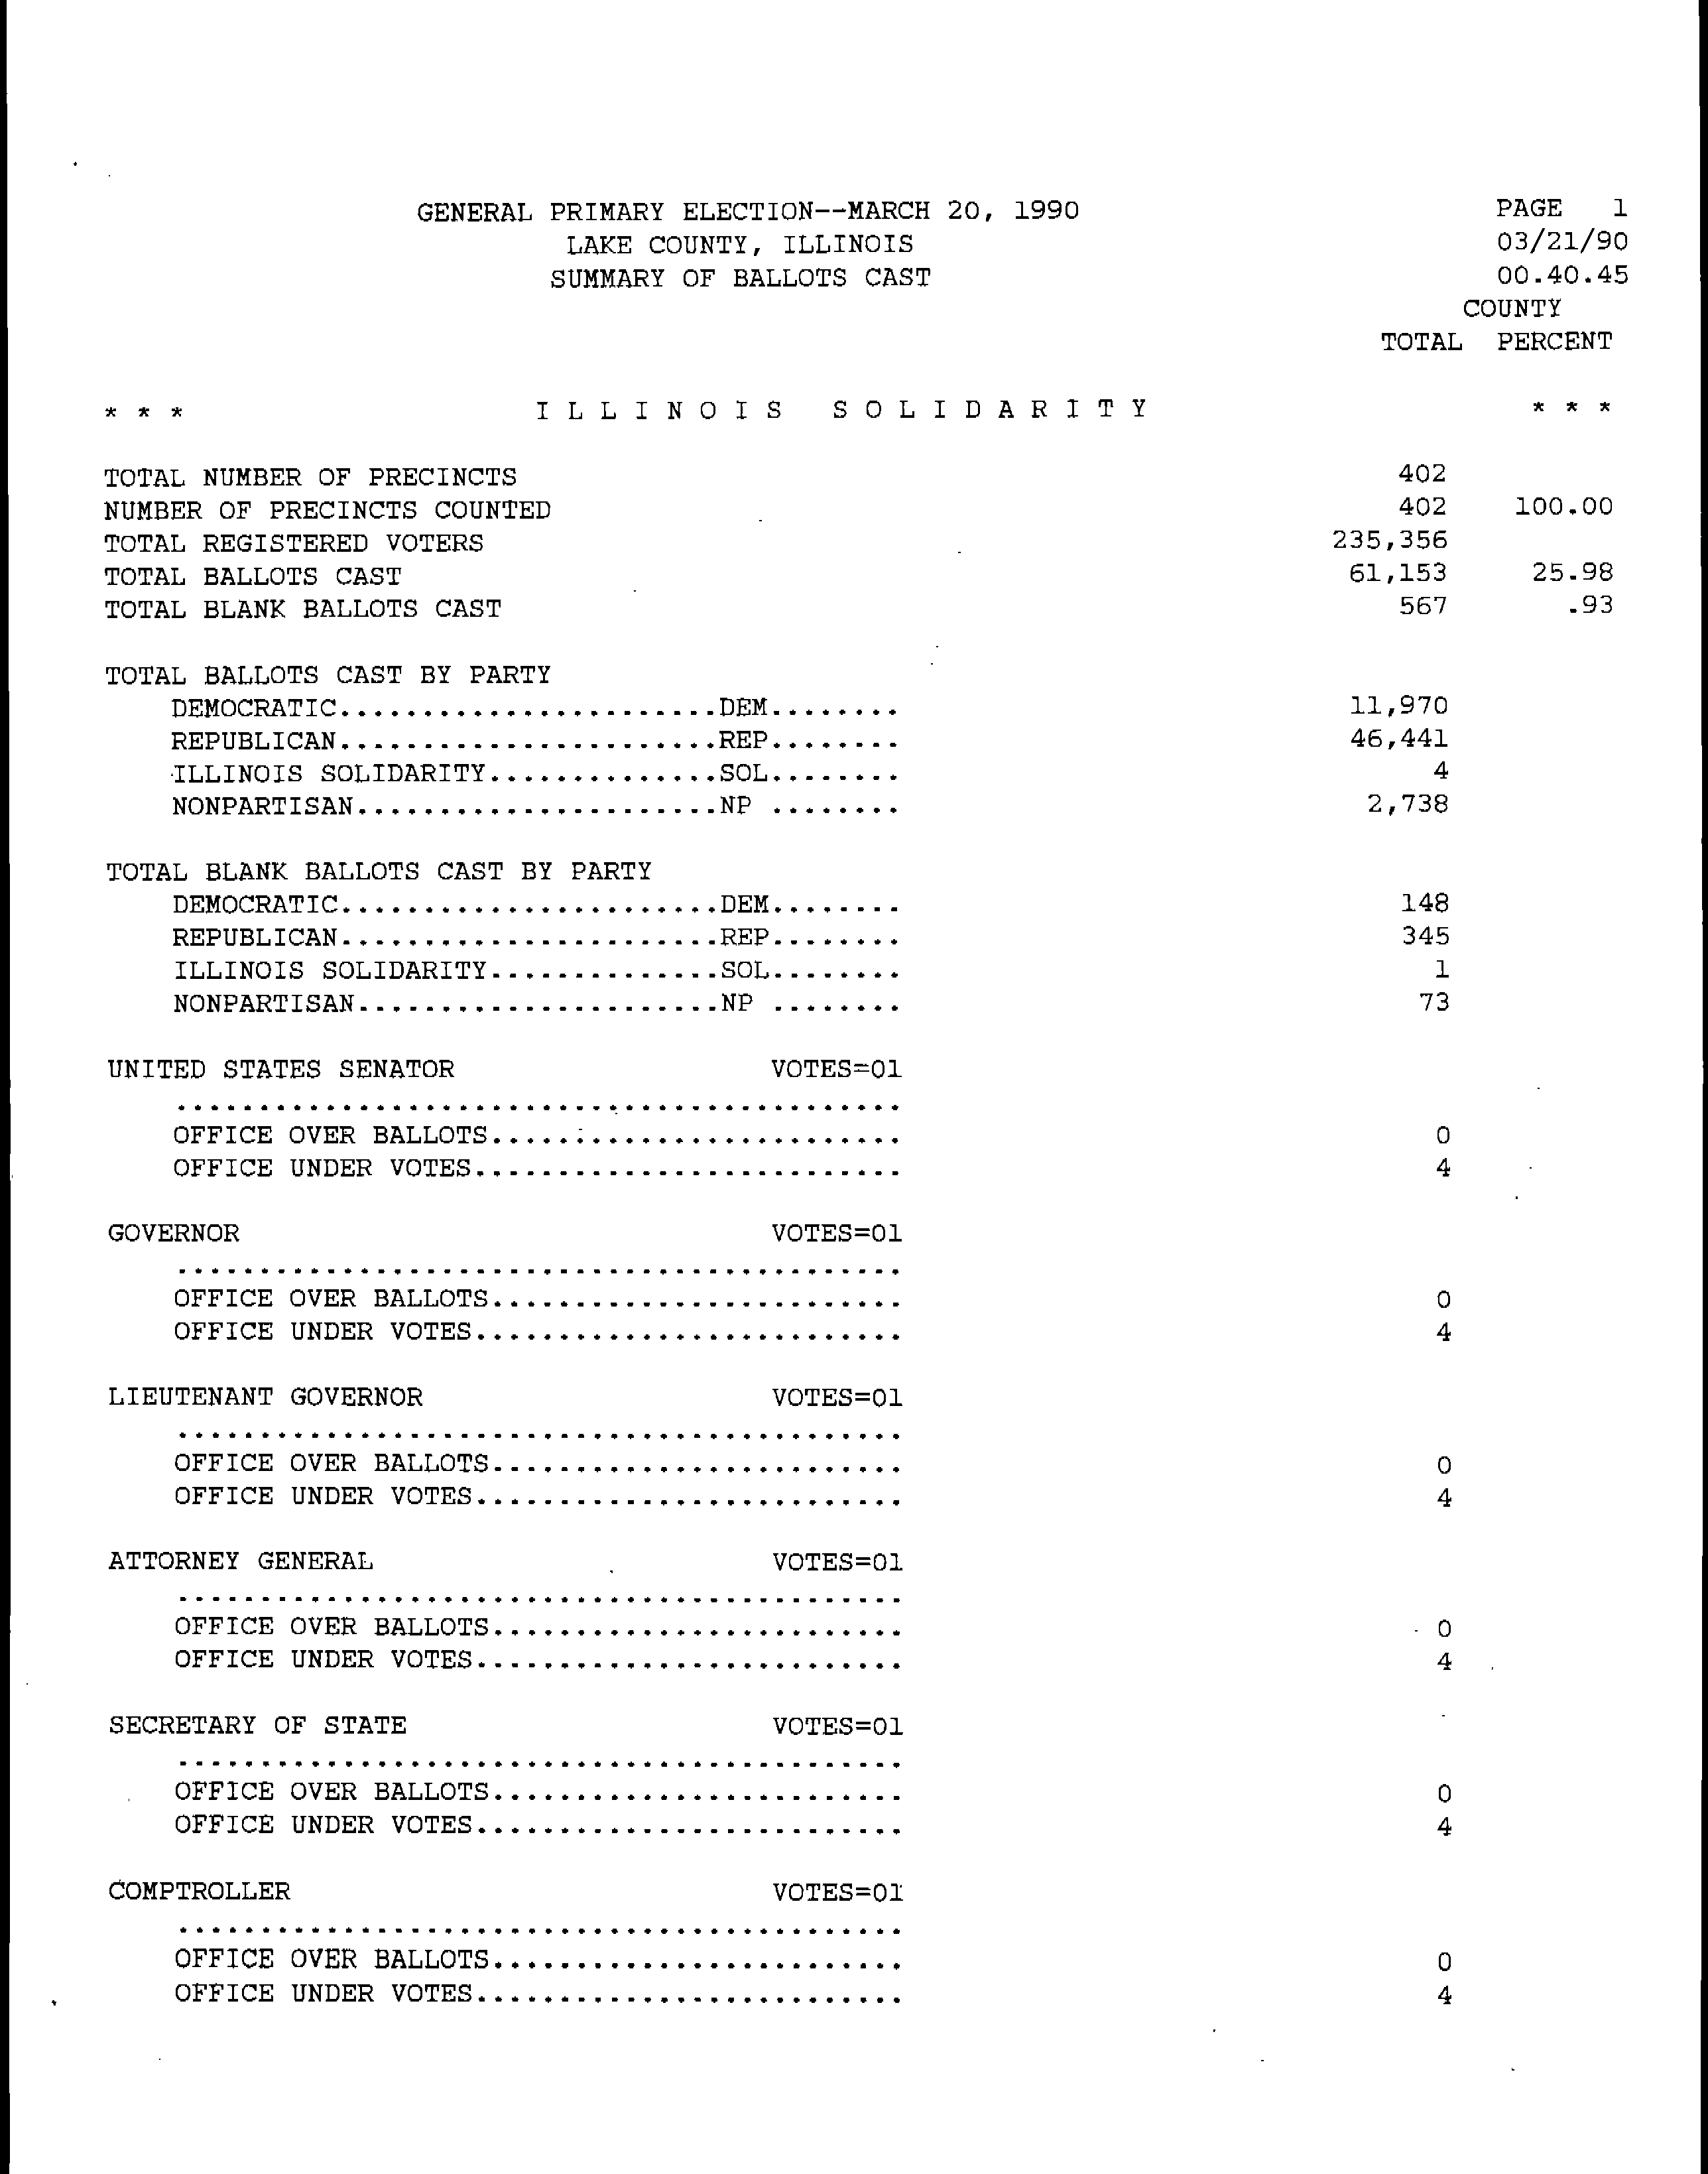 GENERAL PRIMARY ELECTION--MARCH 20, 1990 PAGE 1
LAKE COUNTY, ILLINOIS 03/21/90
SUMMARY OF BALLOTS CAST 00.40.45
COUNTY
TOTAL PERCENT
* * * I L L I N O I S S O L I D A R I T Y * * *
TOTAL NUMBER OF PRECINCTS 402
NUMBER OF PRECINCTS COUNTED 402 100.00
TOTAL REGISTERED VOTERS 235,356
TOTAL BALLOTS CAST 61,153 25.98
TOTAL BLANK BALLOTS CAST 567 .93
TOTAL BALLOTS CAST BY PARTY
DEMOCRATIC.......................DEM........ 11,970
REPUBLICAN.......................REP........ 46,441
ILLINOIS SOLIDARITY..............SOL........ 4
NONPARTISAN......................NP ........ 2,738
TOTAL BLANK BALLOTS CAST BY PARTY
DEMOCRATIC.......................DEM........ 148
REPUBLICAN.......................REP........ 345
ILLINOIS SOLIDARITY..............SOL........ 1
NONPARTISAN......................NP ........ 73
UNITED STATES SENATOR VOTES=01
............................................
OFFICE OVER BALLOTS......................... 0
OFFICE UNDER VOTES.......................... 4
GOVERNOR VOTES=01
............................................
OFFICE OVER BALLOTS......................... 0
OFFICE UNDER VOTES.......................... 4
LIEUTENANT GOVERNOR VOTES=01
............................................
OFFICE OVER BALLOTS......................... 0
OFFICE UNDER VOTES.......................... 4
ATTORNEY GENERAL VOTES=01
............................................
OFFICE OVER BALLOTS......................... 0
OFFICE UNDER VOTES.......................... 4
SECRETARY OF STATE VOTES=01
............................................
OFFICE OVER BALLOTS......................... 0
OFFICE UNDER VOTES.......................... 4
COMPTROLLER VOTES=01
............................................
OFFICE OVER BALLOTS......................... 0
OFFICE UNDER VOTES.......................... 4